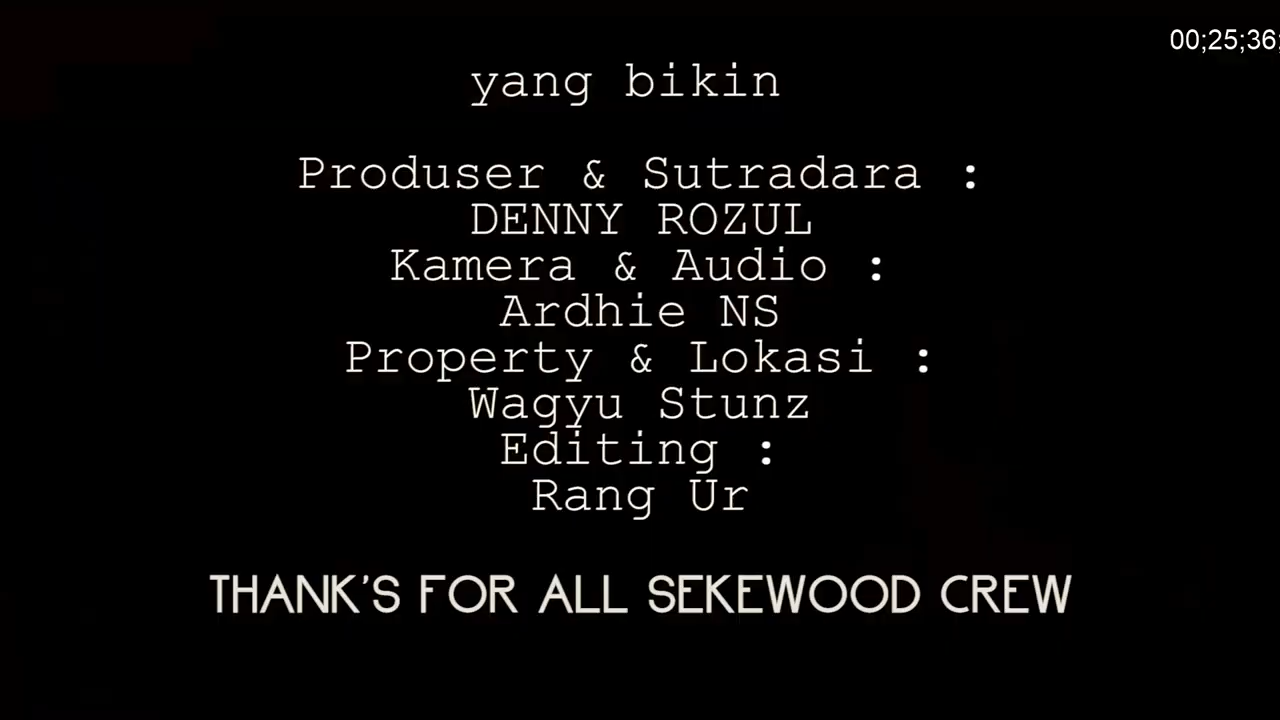 00;25;36;
yang bikin
Produser & Sutradara :
DENNY ROZUL
Kamera & Audio :
Ardhie NS
Property & Lokasi :
Wagyu Stunz
Editing :
Rang Ur
THANK'S FOR ALL SEKEWOOD CREW